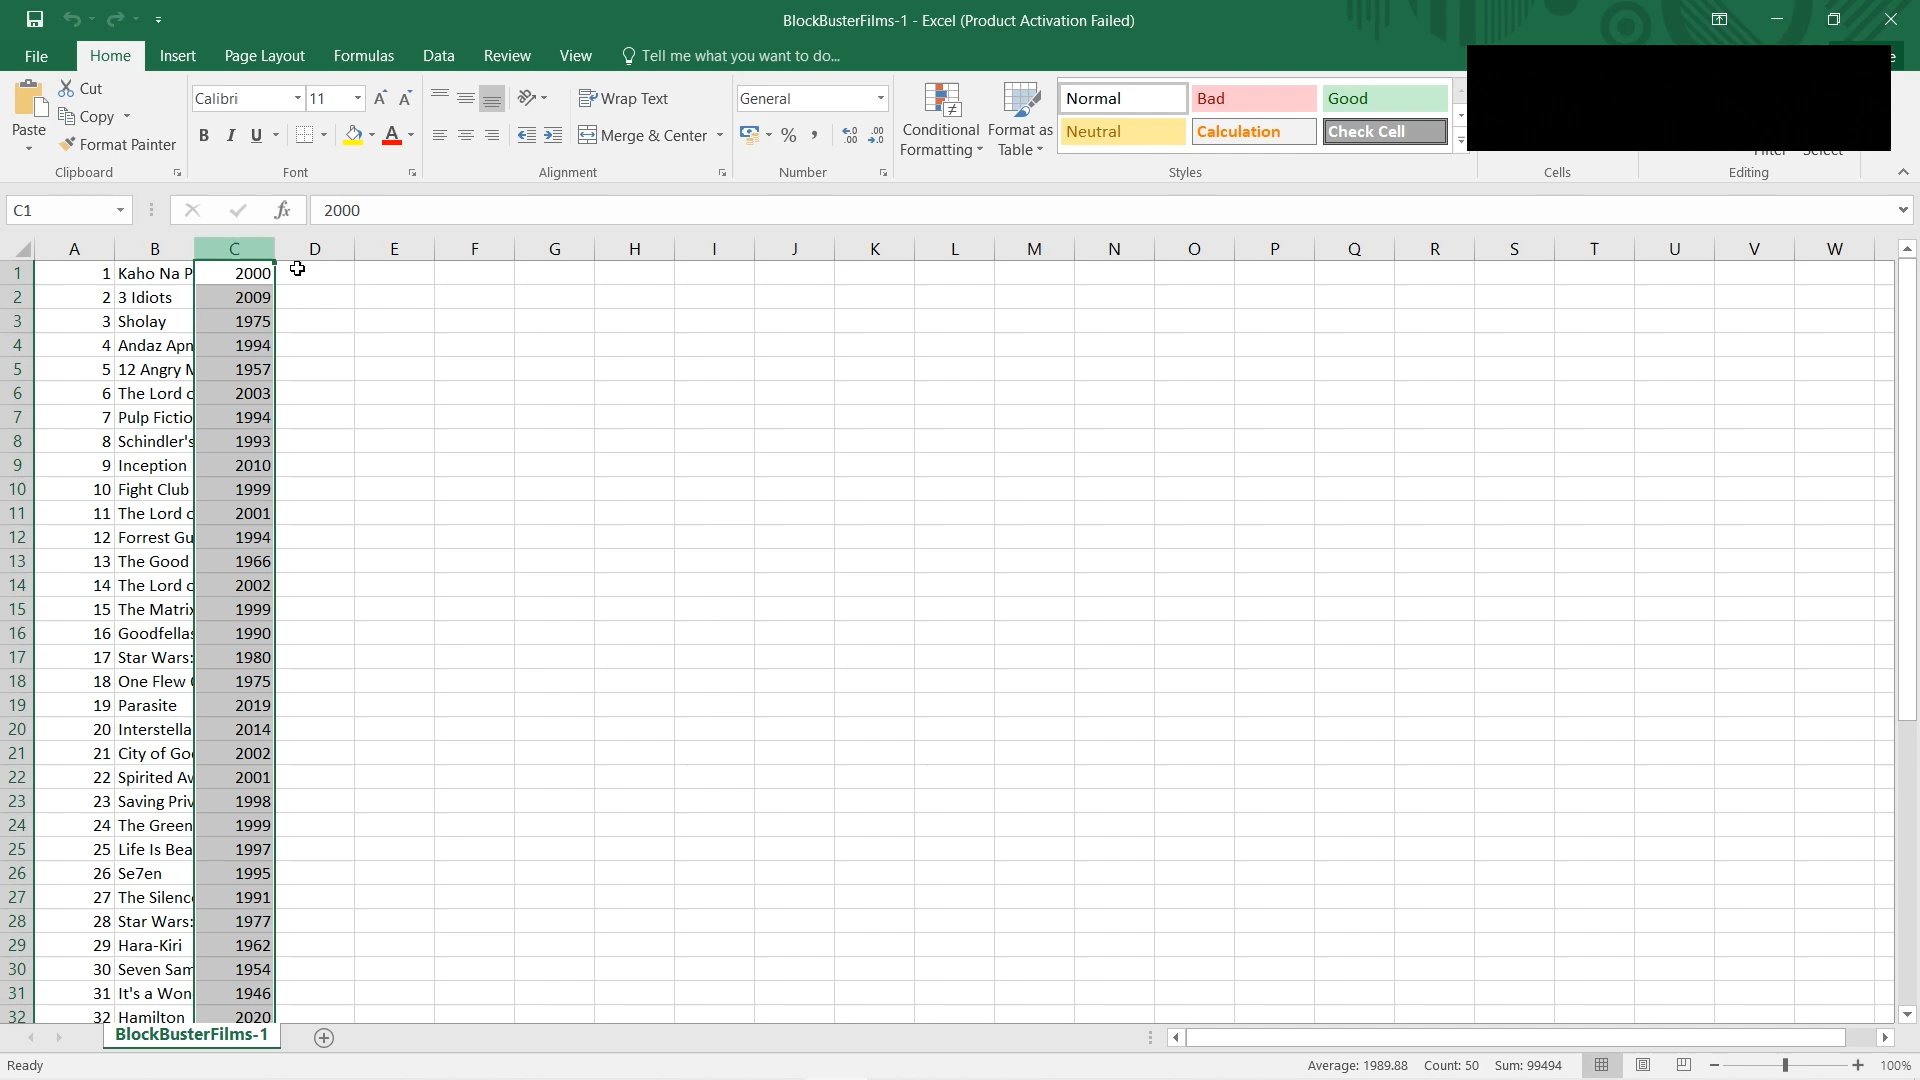 BlockBusterFilms-1 - Excel (Product Activation Failed)
File Home Insert Page Layout Formulas Data Review View Tell me what you want to do...
Paste
Cut
Copy
Format Painter
Clipboard
Calibri 11
B I U
Font
Wrap Text
Merge & Center
Alignment
General
Number
Conditional Formatting
Format as Table
Normal Bad Good
Neutral Calculation Check Cell
Styles
Cells
Editing
C1 fx 2000
A B C D E F G H I J K L M N O P Q R S T U V W
1 1 Kaho Na P 2000
2 2 3 Idiots 2009
3 3 Sholay 1975
4 4 Andaz Apn 1994
5 5 12 Angry 1957
6 6 The Lord 2003
7 7 Pulp Fictio 1994
8 8 Schindler's 1993
9 9 Inception 2010
10 10 Fight Club 1999
11 11 The Lord 2001
12 12 Forrest Gu 1994
13 13 The Good 1966
14 14 The Lord 2002
15 15 The Matri 1999
16 16 Goodfellas 1990
17 17 Star Wars: 1980
18 18 One Flew 1975
19 19 Parasite 2019
20 20 Interstella 2014
21 21 City of Go 2002
22 22 Spirited Av 2001
23 23 Saving Priv 1998
24 24 The Green 1999
25 25 Life Is Bea 1997
26 26 Se7en 1995
27 27 The Silenc 1991
28 28 Star Wars: 1977
29 29 Hara-Kiri 1962
30 30 Seven Sam 1954
31 31 It's a Won 1946
32 32 Hamilton 2020
BlockBusterFilms-1
Ready Average: 1989.88 Count: 50 Sum: 99494 100%